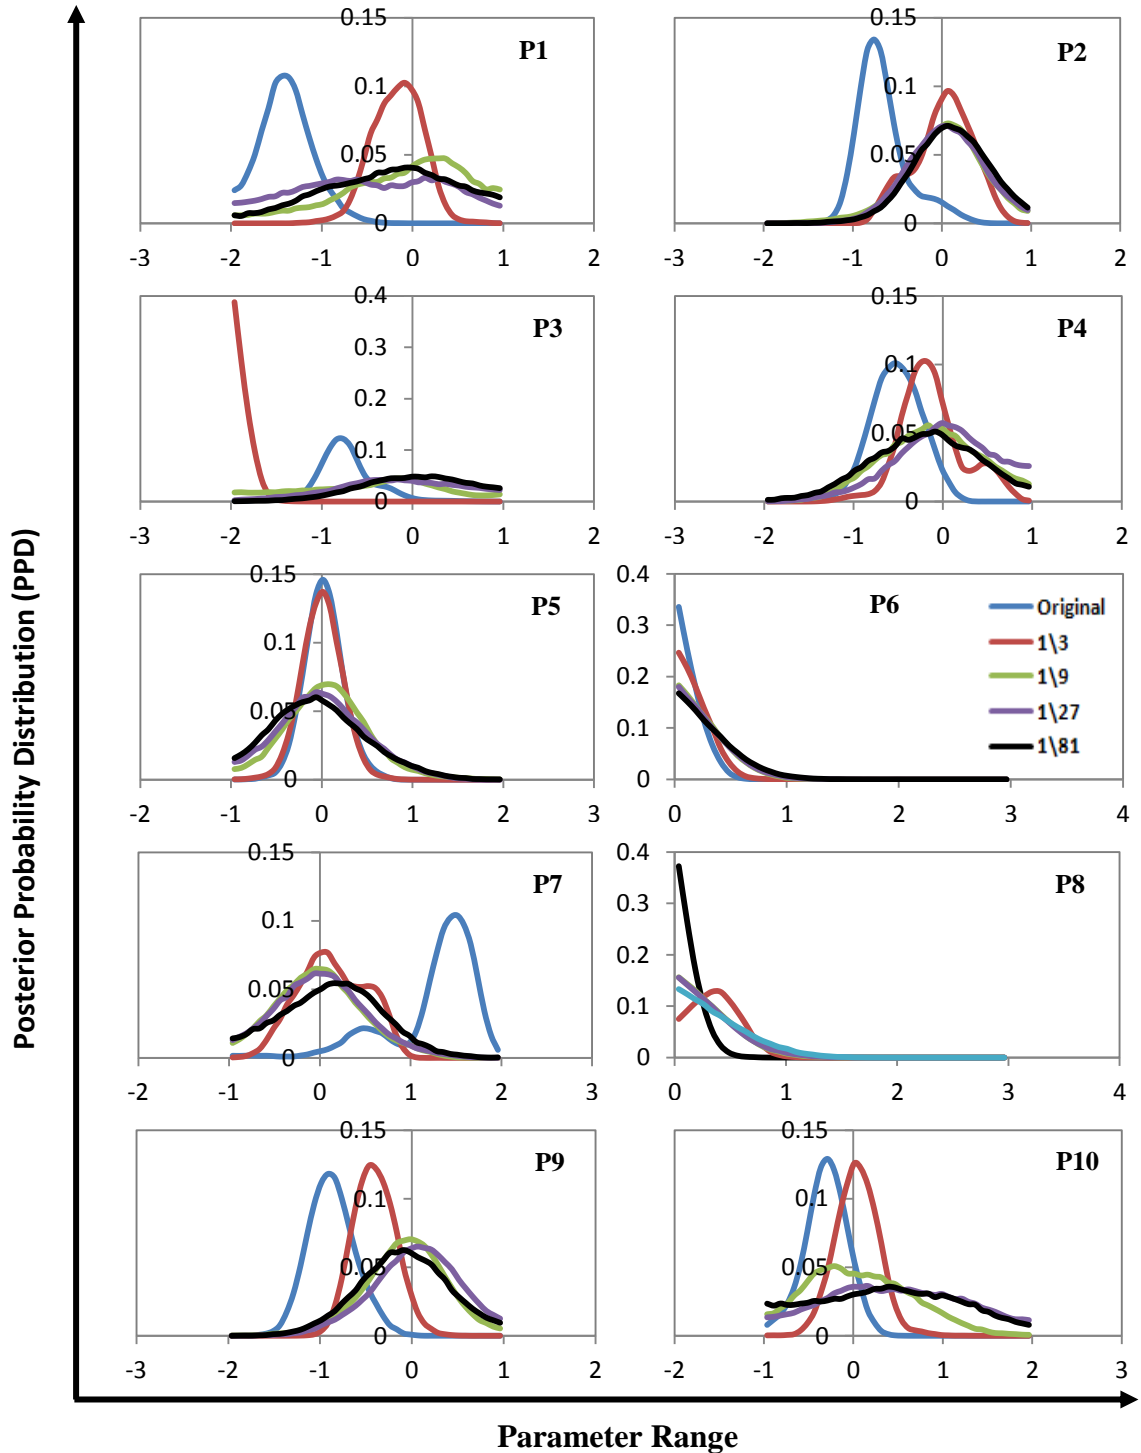 Posterior Probability Distribution (PPD)
0.15
P1
0.1
0.05
0
-3 -2 -1 0 1 2
0.15
P2
0.1
0.05
0
-3 -2 -1 0 1 2
0.4
P3
0.3
0.2
0.1
0
-3 -2 -1 0 1 2
0.15
P4
0.1
0.05
0
-3 -2 -1 0 1 2
0.15
P5
0.1
0.05
0
-2 -1 0 1 2 3
0.4
P6
0.3
0.2
0.1
0
Original
1\3
1\9
1\27
1\81
0 1 2 3 4
0.15
P7
0.1
0.05
0
-2 -1 0 1 2 3
0.4
P8
0.3
0.2
0.1
0
0 1 2 3 4
0.15
P9
0.1
0.05
0
-3 -2 -1 0 1 2
0.15
P10
0.1
0.05
0
-2 -1 0 1 2 3
Parameter Range